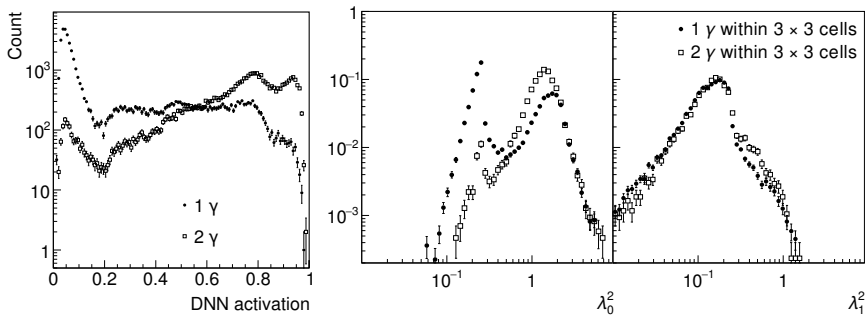 Count
10³
10²
10
1
0
0.2
0.4
0.6
0.8
1
DNN activation
1 γ
2 γ
1
10⁻¹
10⁻²
10⁻³
10⁻¹
1
λ₀²
10⁻¹
1
λ₁²
1 γ within 3 × 3 cells
2 γ within 3 × 3 cells